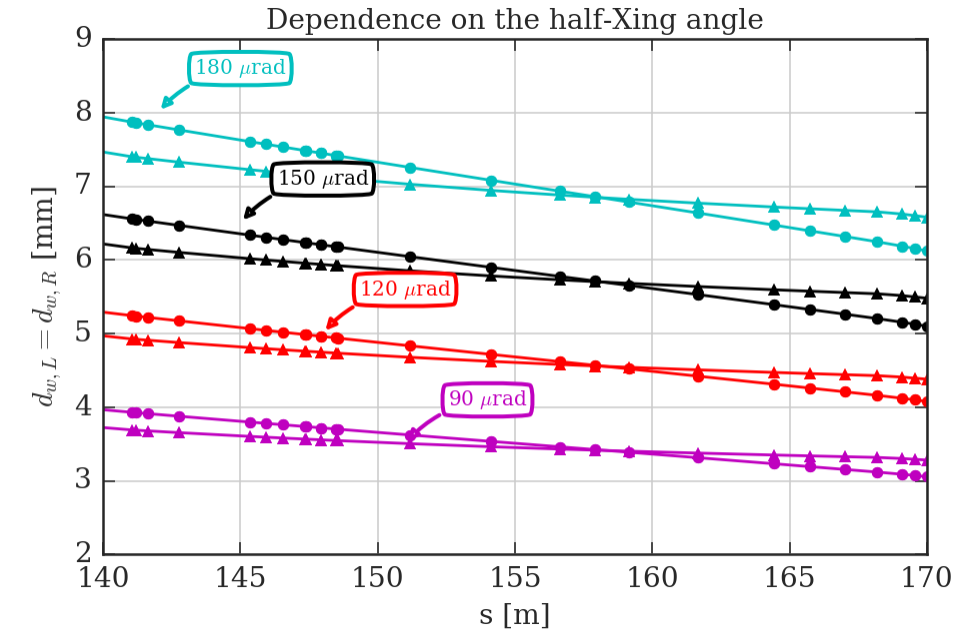 Dependence on the half-Xing angle
9
8
7
6
5
4
3
2
d_{w, L} = d_{w, R} [mm]
180 μrad
150 μrad
120 μrad
90 μrad
140 145 150 155 160 165 170
s [m]